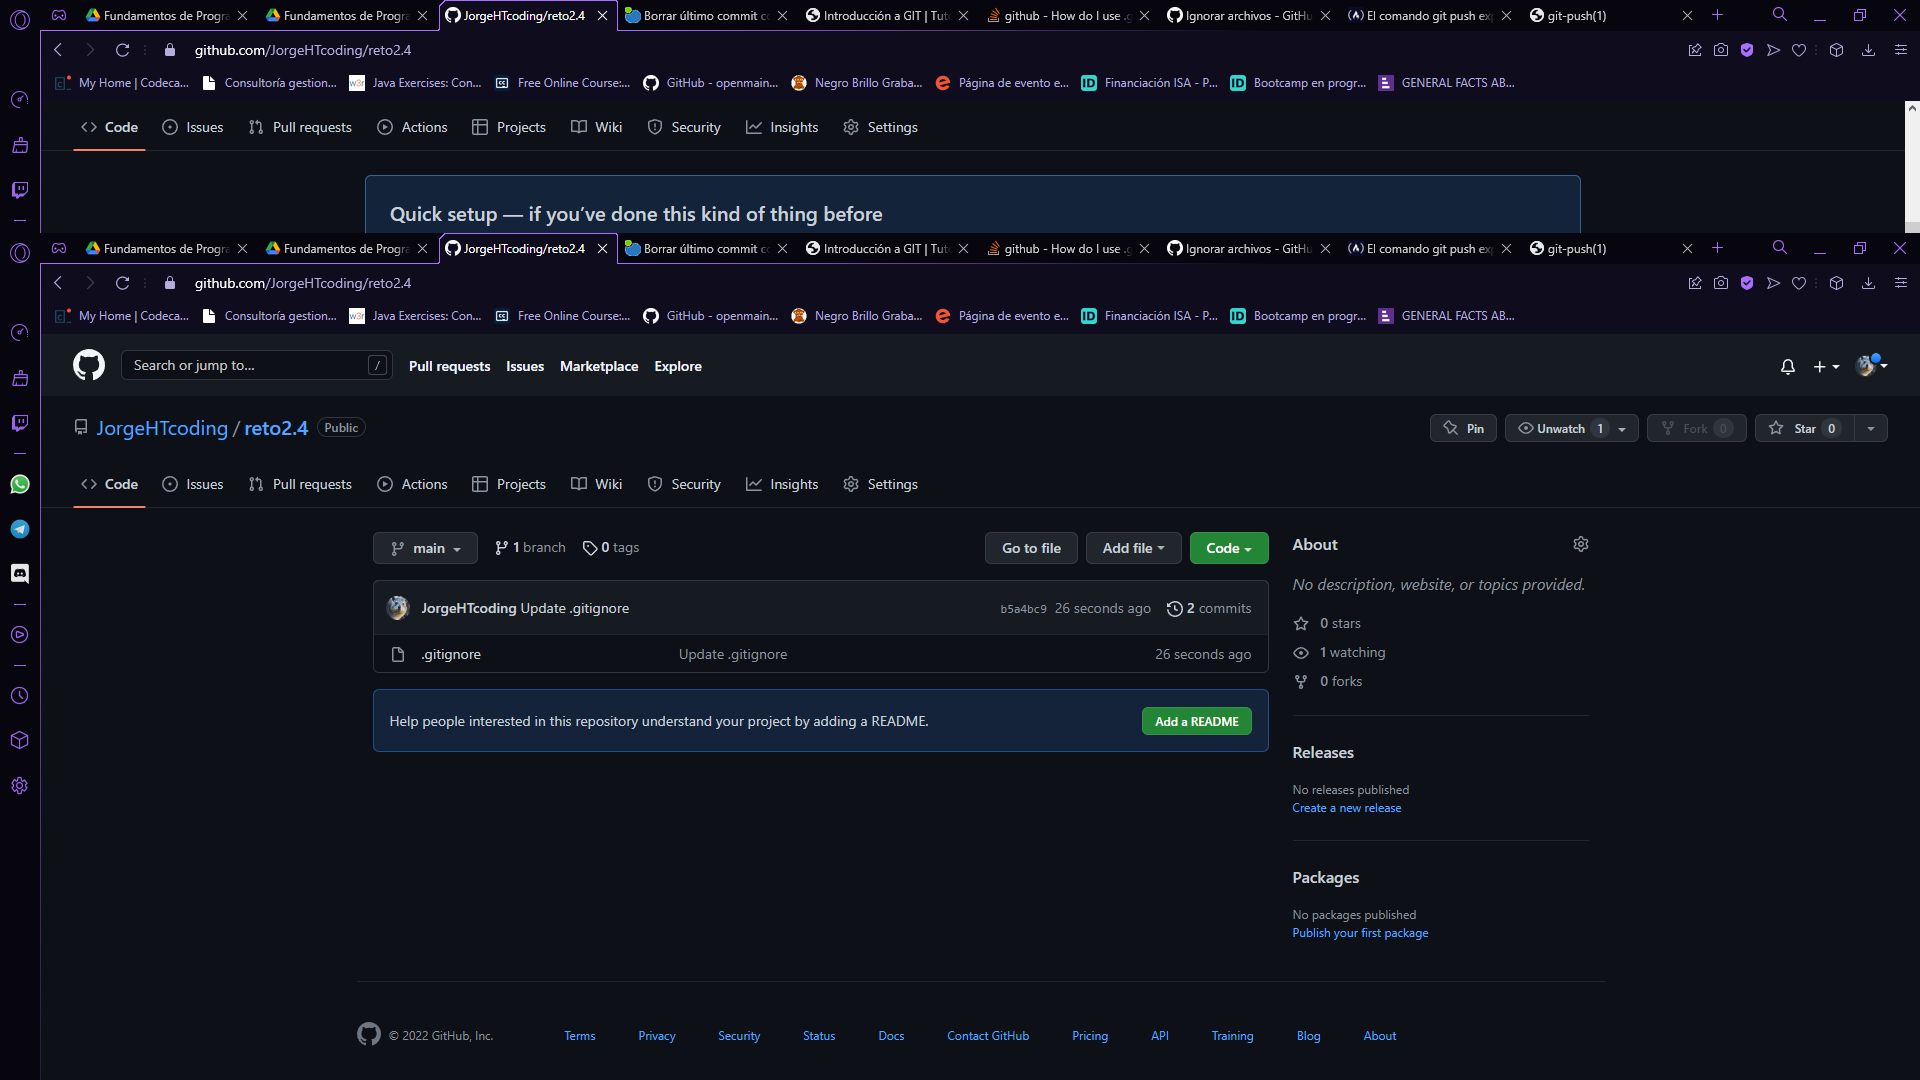 Fundamentos de Progra
Fundamentos de Progra
JorgeHTcoding/reto2.4
Borrar último commit c
Introducción a GIT | Tut
github - How do I use .g
Ignorar archivos - GitHu
El comando git push ex
git-push(1)
github.com/JorgeHTcoding/reto2.4
My Home | Codeca...
Consultoría gestion...
Java Exercises: Con...
Free Online Course:...
GitHub - openmain...
Negro Brillo Graba...
Página de evento e...
Financiación ISA - P...
Bootcamp en progr...
GENERAL FACTS AB...
Code
Issues
Pull requests
Actions
Projects
Wiki
Security
Insights
Settings
Quick setup — if you’ve done this kind of thing before
Fundamentos de Progra
Fundamentos de Progra
JorgeHTcoding/reto2.4
Borrar último commit c
Introducción a GIT | Tut
github - How do I use .g
Ignorar archivos - GitHu
El comando git push ex
git-push(1)
github.com/JorgeHTcoding/reto2.4
My Home | Codeca...
Consultoría gestion...
Java Exercises: Con...
Free Online Course:...
GitHub - openmain...
Negro Brillo Graba...
Página de evento e...
Financiación ISA - P...
Bootcamp en progr...
GENERAL FACTS AB...
Search or jump to...
/
Pull requests
Issues
Marketplace
Explore
JorgeHTcoding / reto2.4
Public
Pin
Unwatch 1
Fork 0
Star 0
Code
Issues
Pull requests
Actions
Projects
Wiki
Security
Insights
Settings
main
1 branch
0 tags
Go to file
Add file
Code
JorgeHTcoding Update .gitignore
b5a4bc9 26 seconds ago
2 commits
.gitignore
Update .gitignore
26 seconds ago
Help people interested in this repository understand your project by adding a README.
Add a README
About
No description, website, or topics provided.
0 stars
1 watching
0 forks
Releases
No releases published
Create a new release
Packages
No packages published
Publish your first package
© 2022 GitHub, Inc.
Terms
Privacy
Security
Status
Docs
Contact GitHub
Pricing
API
Training
Blog
About